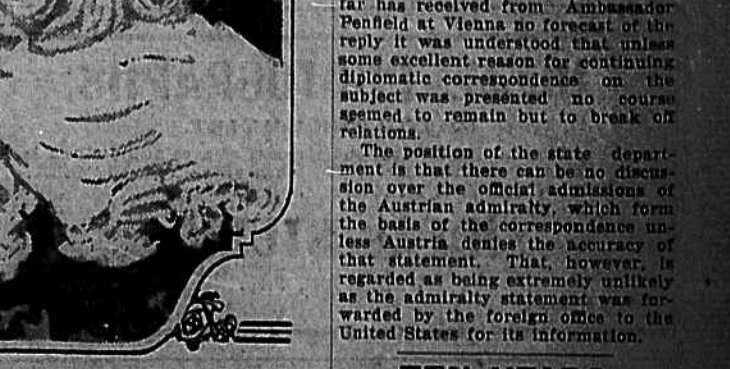 far has received from Ambassador
Penfield at Vienna no forecast of the
reply it was understood that unless
some excellent reason for continuing
diplomatic correspondence on the
subject was presented no course
seemed to remain but to break off
relations.
The position of the state depart-
ment is that there can be no discus-
sion over the official admissions of
the Austrian admiralty, which form
the basis of the correspondence un-
less Austria denies the accuracy of
that statement. That, however, is
regarded as being extremely unlikely
as the admiralty statement was for-
warded by the foreign office to the
United States for its information.